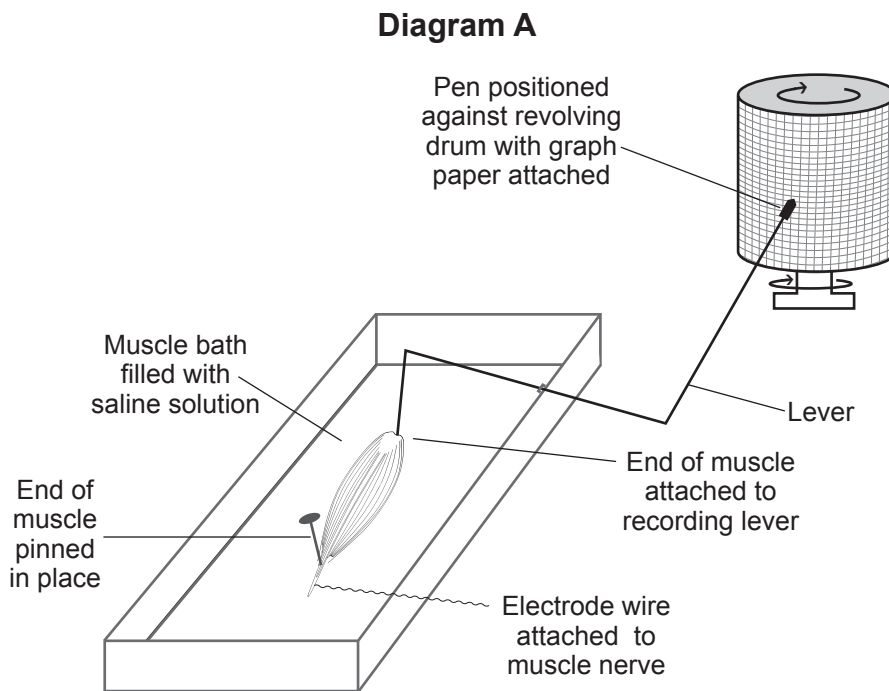 Diagram A
Pen positioned
against revolving
drum with graph
paper attached
Muscle bath
filled with
saline solution
Lever
End of muscle
attached to
recording lever
End of
muscle
pinned
in place
Electrode wire
attached to
muscle nerve